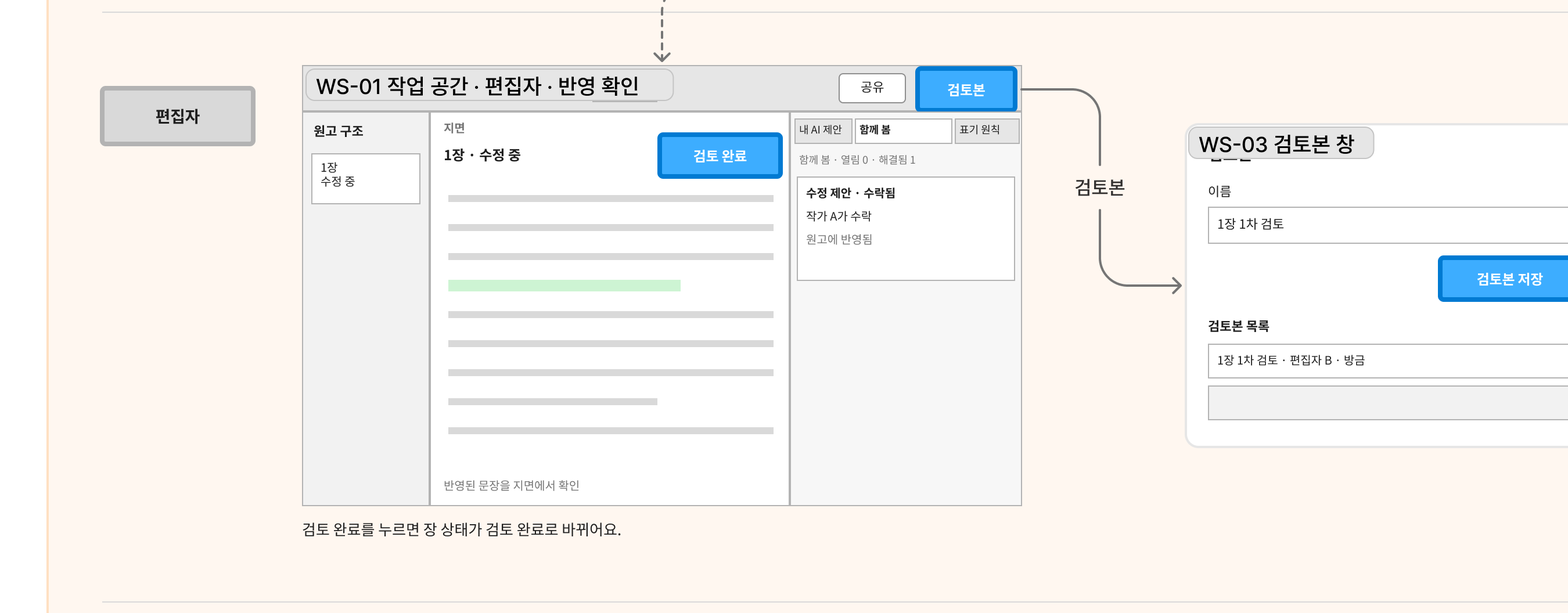 편집자
WS-01 작업 공간 · 편집자 · 반영 확인
공유
검토본
원고 구조
1장
수정 중
지면
1장 · 수정 중
검토 완료
반영된 문장을 지면에서 확인
내 AI 제안
함께 봄
표기 원칙
함께 봄 · 열림 0 · 해결됨 1
수정 제안 · 수락됨
작가 A가 수락
원고에 반영됨
검토 완료를 누르면 장 상태가 검토 완료로 바뀌어요.
검토본
WS-03 검토본 창
이름
1장 1차 검토
검토본 저장
검토본 목록
1장 1차 검토 · 편집자 B · 방금